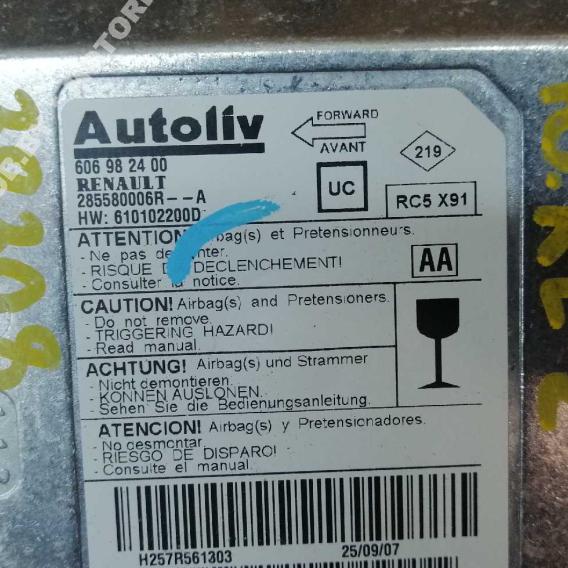 Autoliv
FORWARD
AVANT
219
606 98 24 00
RENAULT
285580006R--A
HW: 610102200D
UC
RC5 X91
ATTENTION Airbag(s) et Pretensionneurs.
- Ne pas
- RISQUE DE DECLENCHEMENT!
- Consulter la notice.
AA
CAUTION! Airbag(s) and Pretensioners.
- Do not remove.
- TRIGGERING HAZARD!
- Read manual.
ACHTUNG! Airbag(s) und Strammer
- Nicht demontieren.
- KONNEN AUSLONEN.
- Sehen Sie die Bedienungsanleitung.
ATENCION! Airbag(s) y Pretensionadores.
- No desmontar.
- RIESGO DE DISPARO!
- Consulte el manual.
H257R561303
25/09/07